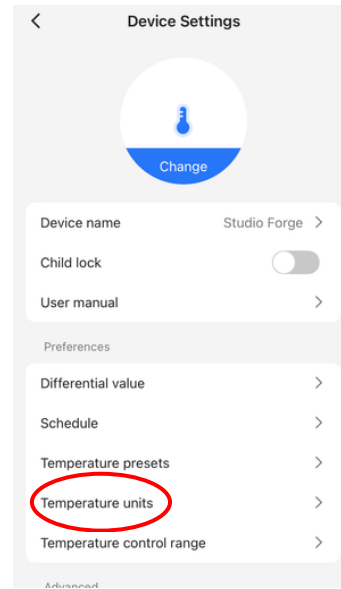 Device Settings
Change
Device name Studio Forge
Child lock
User manual
Preferences
Differential value
Schedule
Temperature presets
Temperature units
Temperature control range
Advanced